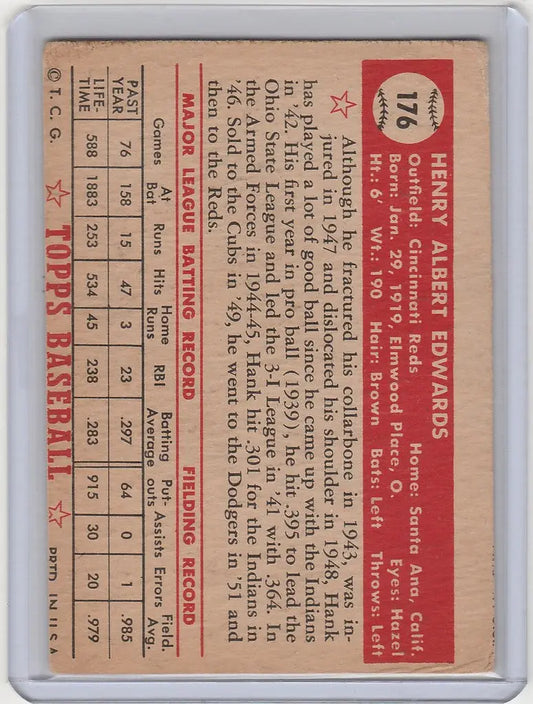 176
HENRY ALBERT EDWARDS
Outfield: Cincinnati Reds Home: Santa Ana, Calif.
Born: Jan. 29, 1919, Elmwood Place, O. Eyes: Hazel
Ht.: 6' Wt.: 190 Hair: Brown Bats: Left Throws: Left
Although he fractured his collarbone in 1943, was in-
jured in 1947 and dislocated his shoulder in 1948, Hank
has played a lot of good ball since he came up with the Indians
in '42. His first year in pro ball (1939), he hit .395 to lead the
Ohio State League and led the 3-I League in '41 with .364. In
the Armed Forces in 1944-45, Hank hit .301 for the Indians in
'46. Sold to the Cubs in '49, he went to the Dodgers in '51 and
then to the Reds.
MAJOR LEAGUE BATTING RECORD FIELDING RECORD
Games At Bat Runs Hits Home Runs RBI Batting Average Put-outs Assists Errors Field. Avg.
PAST YEAR 76 158 15 47 3 23 .297 64 0 1 .985
LIFE-TIME 588 1883 253 534 45 238 .283 915 30 20 .979
© T. C. G. TOPPS BASEBALL PRTD. IN U.S.A.